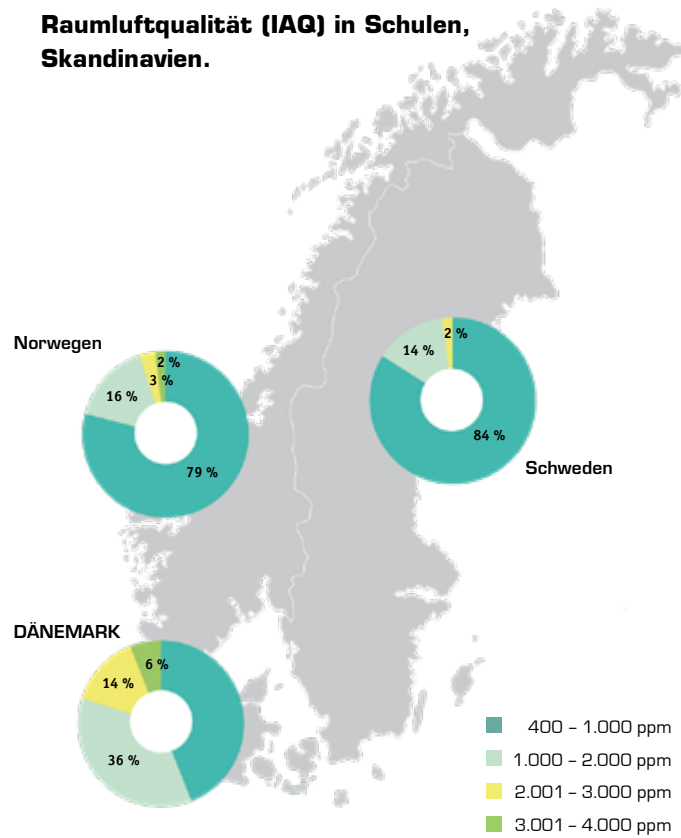 Raumluftqualität (IAQ) in Schulen,
Skandinavien.
Norwegen
2 %
3 %
16 %
79 %
2 %
14 %
84 %
Schweden
DÄNEMARK
6 %
14 %
36 %
400 – 1.000 ppm
1.000 – 2.000 ppm
2.001 – 3.000 ppm
3.001 – 4.000 ppm